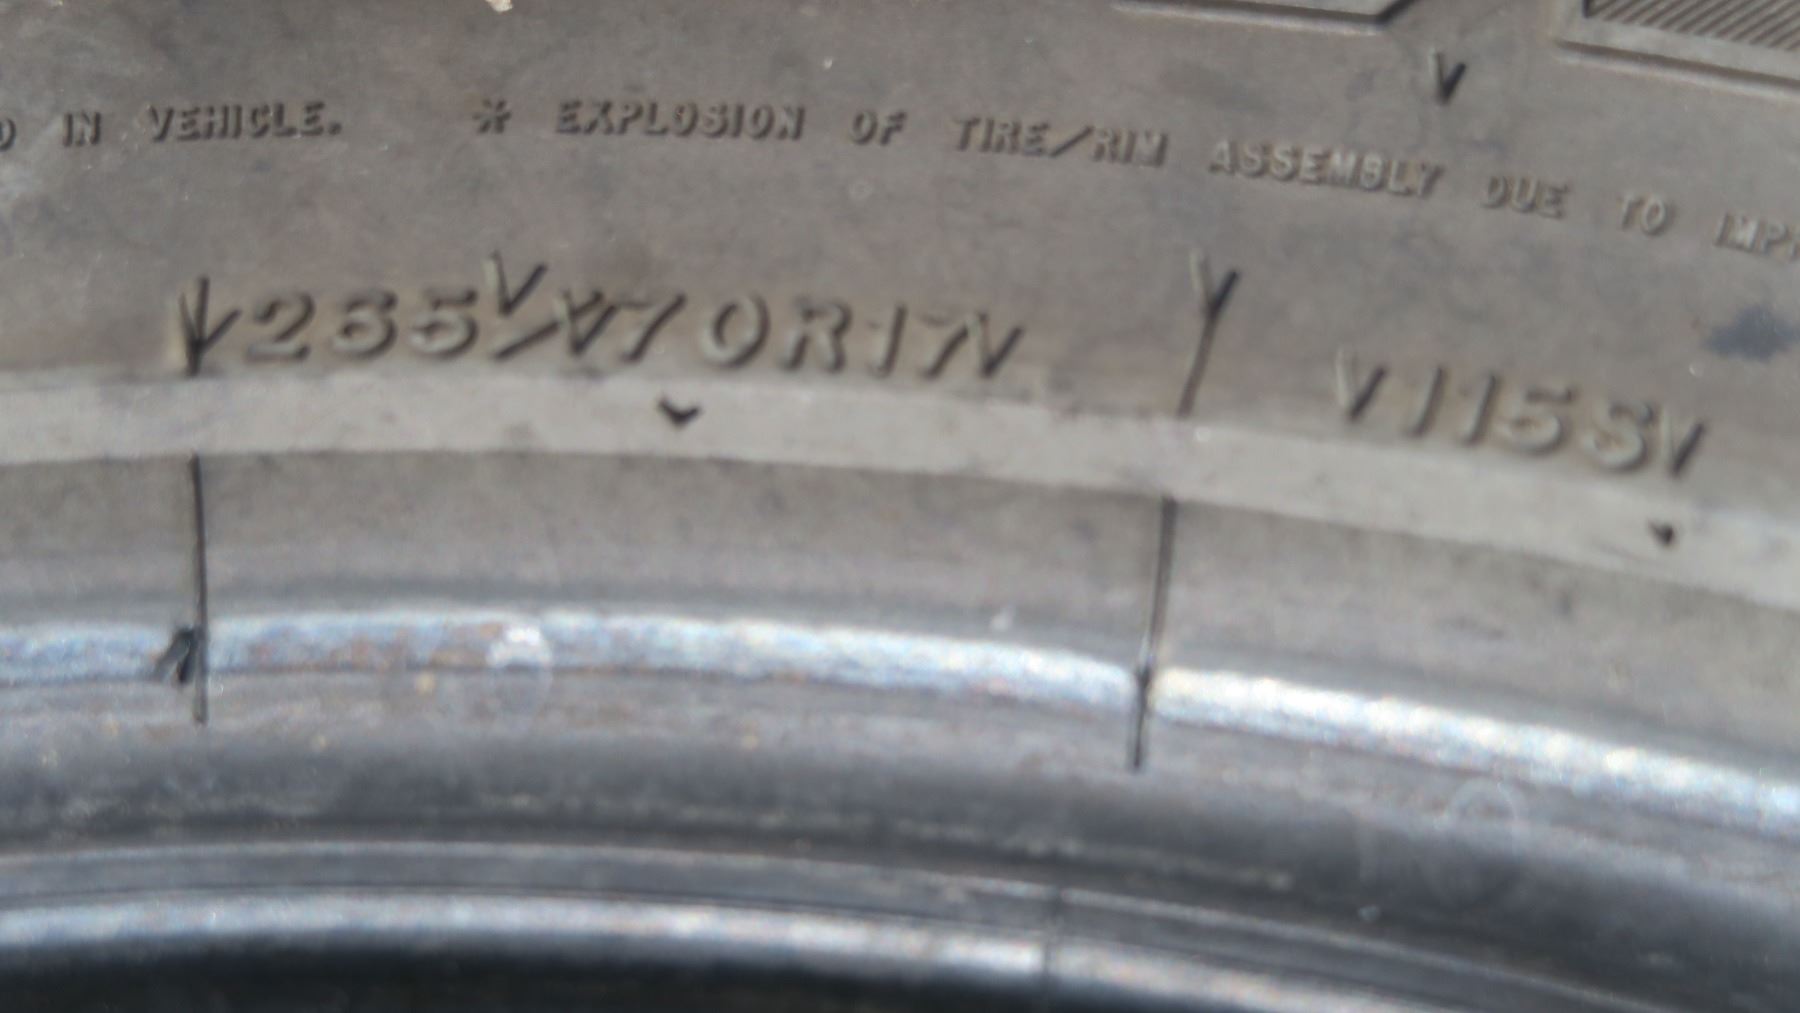 IN VEHICLE. * EXPLOSION OF TIRE/RIM ASSEMBLY DUE TO
265/70R17 115S